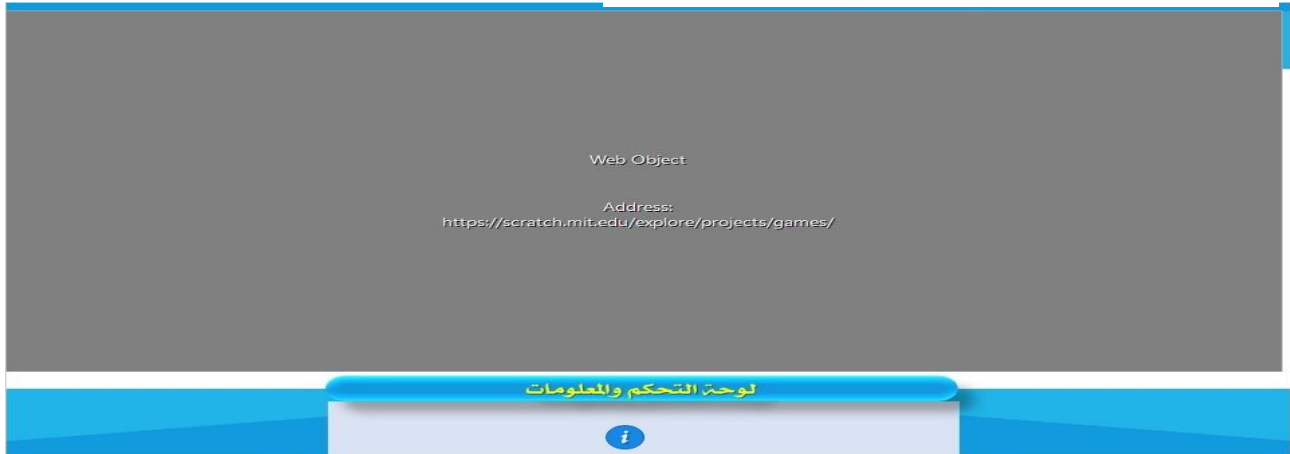 Web Object
Address:
https://scratch.mit.edu/explore/projects/games/
لوحة التحكم والمعلومات
i